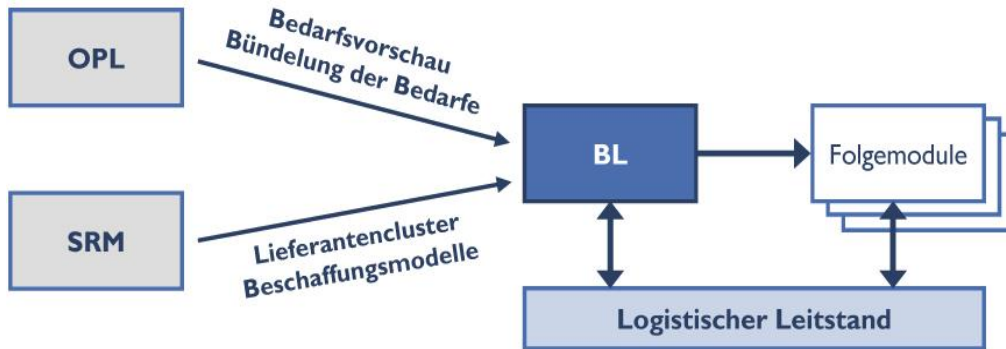 OPL
Bedarfsvorschau
Bündelung der Bedarfe
BL
Folgemodule
SRM
Lieferantencluster
Beschaffungsmodelle
Logistischer Leitstand